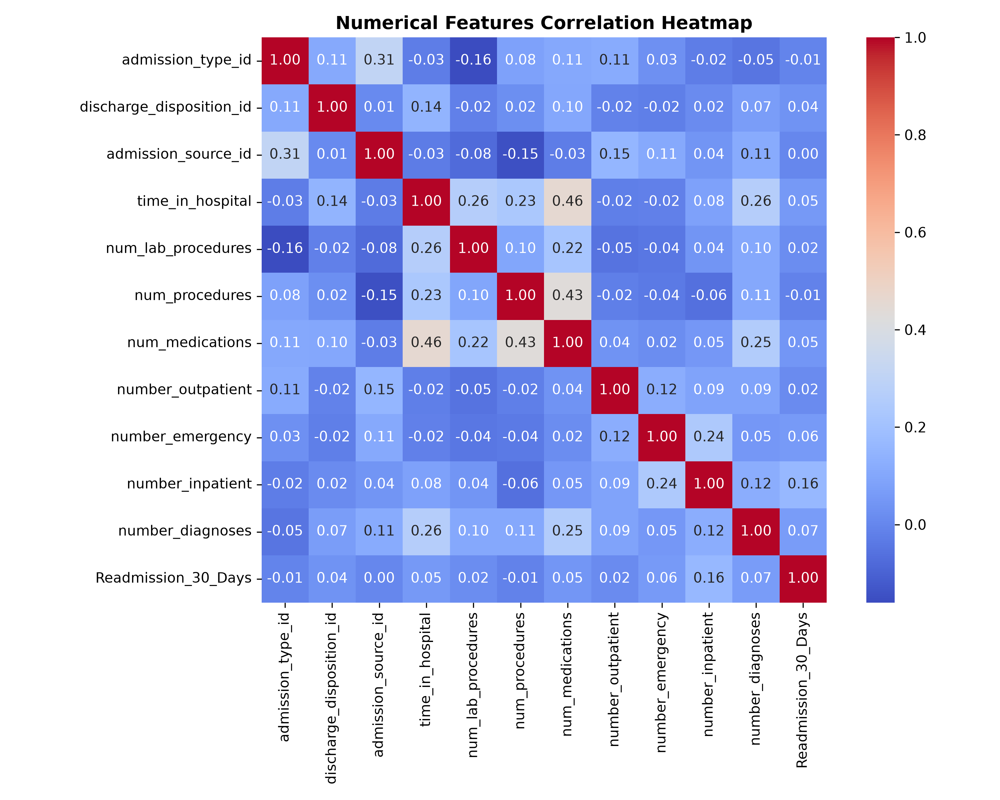 Numerical Features Correlation Heatmap
admission_type_id 1.00 0.11 0.31 -0.03 -0.16 0.08 0.11 0.11 0.03 -0.02 -0.05 -0.01
discharge_disposition_id 0.11 1.00 0.01 0.14 -0.02 0.02 0.10 -0.02 -0.02 0.02 0.07 0.04
admission_source_id 0.31 0.01 1.00 -0.03 -0.08 -0.15 -0.03 0.15 0.11 0.04 0.11 0.00
time_in_hospital -0.03 0.14 -0.03 1.00 0.26 0.23 0.46 -0.02 -0.02 0.08 0.26 0.05
num_lab_procedures -0.16 -0.02 -0.08 0.26 1.00 0.10 0.22 -0.05 -0.04 0.04 0.10 0.02
num_procedures 0.08 0.02 -0.15 0.23 0.10 1.00 0.43 -0.02 -0.04 -0.06 0.11 -0.01
num_medications 0.11 0.10 -0.03 0.46 0.22 0.43 1.00 0.04 0.02 0.05 0.25 0.05
number_outpatient 0.11 -0.02 0.15 -0.02 -0.05 -0.02 0.04 1.00 0.12 0.09 0.09 0.02
number_emergency 0.03 -0.02 0.11 -0.02 -0.04 -0.04 0.02 0.12 1.00 0.24 0.05 0.06
number_inpatient -0.02 0.02 0.04 0.08 0.04 -0.06 0.05 0.09 0.24 1.00 0.12 0.16
number_diagnoses -0.05 0.07 0.11 0.26 0.10 0.11 0.25 0.09 0.05 0.12 1.00 0.07
Readmission_30_Days -0.01 0.04 0.00 0.05 0.02 -0.01 0.05 0.02 0.06 0.16 0.07 1.00
admission_type_id
discharge_disposition_id
admission_source_id
time_in_hospital
num_lab_procedures
num_procedures
num_medications
number_outpatient
number_emergency
number_inpatient
number_diagnoses
Readmission_30_Days
1.0
0.8
0.6
0.4
0.2
0.0